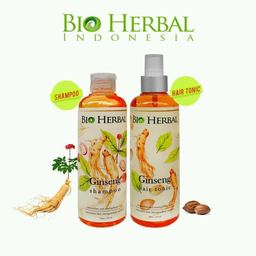 BIO HERBAL
INDONESIA
SHAMPOO
HAIR TONIC
BIO HERBAL
Ginseng
shampoo
BIO HERBAL
Ginseng
hair tonic